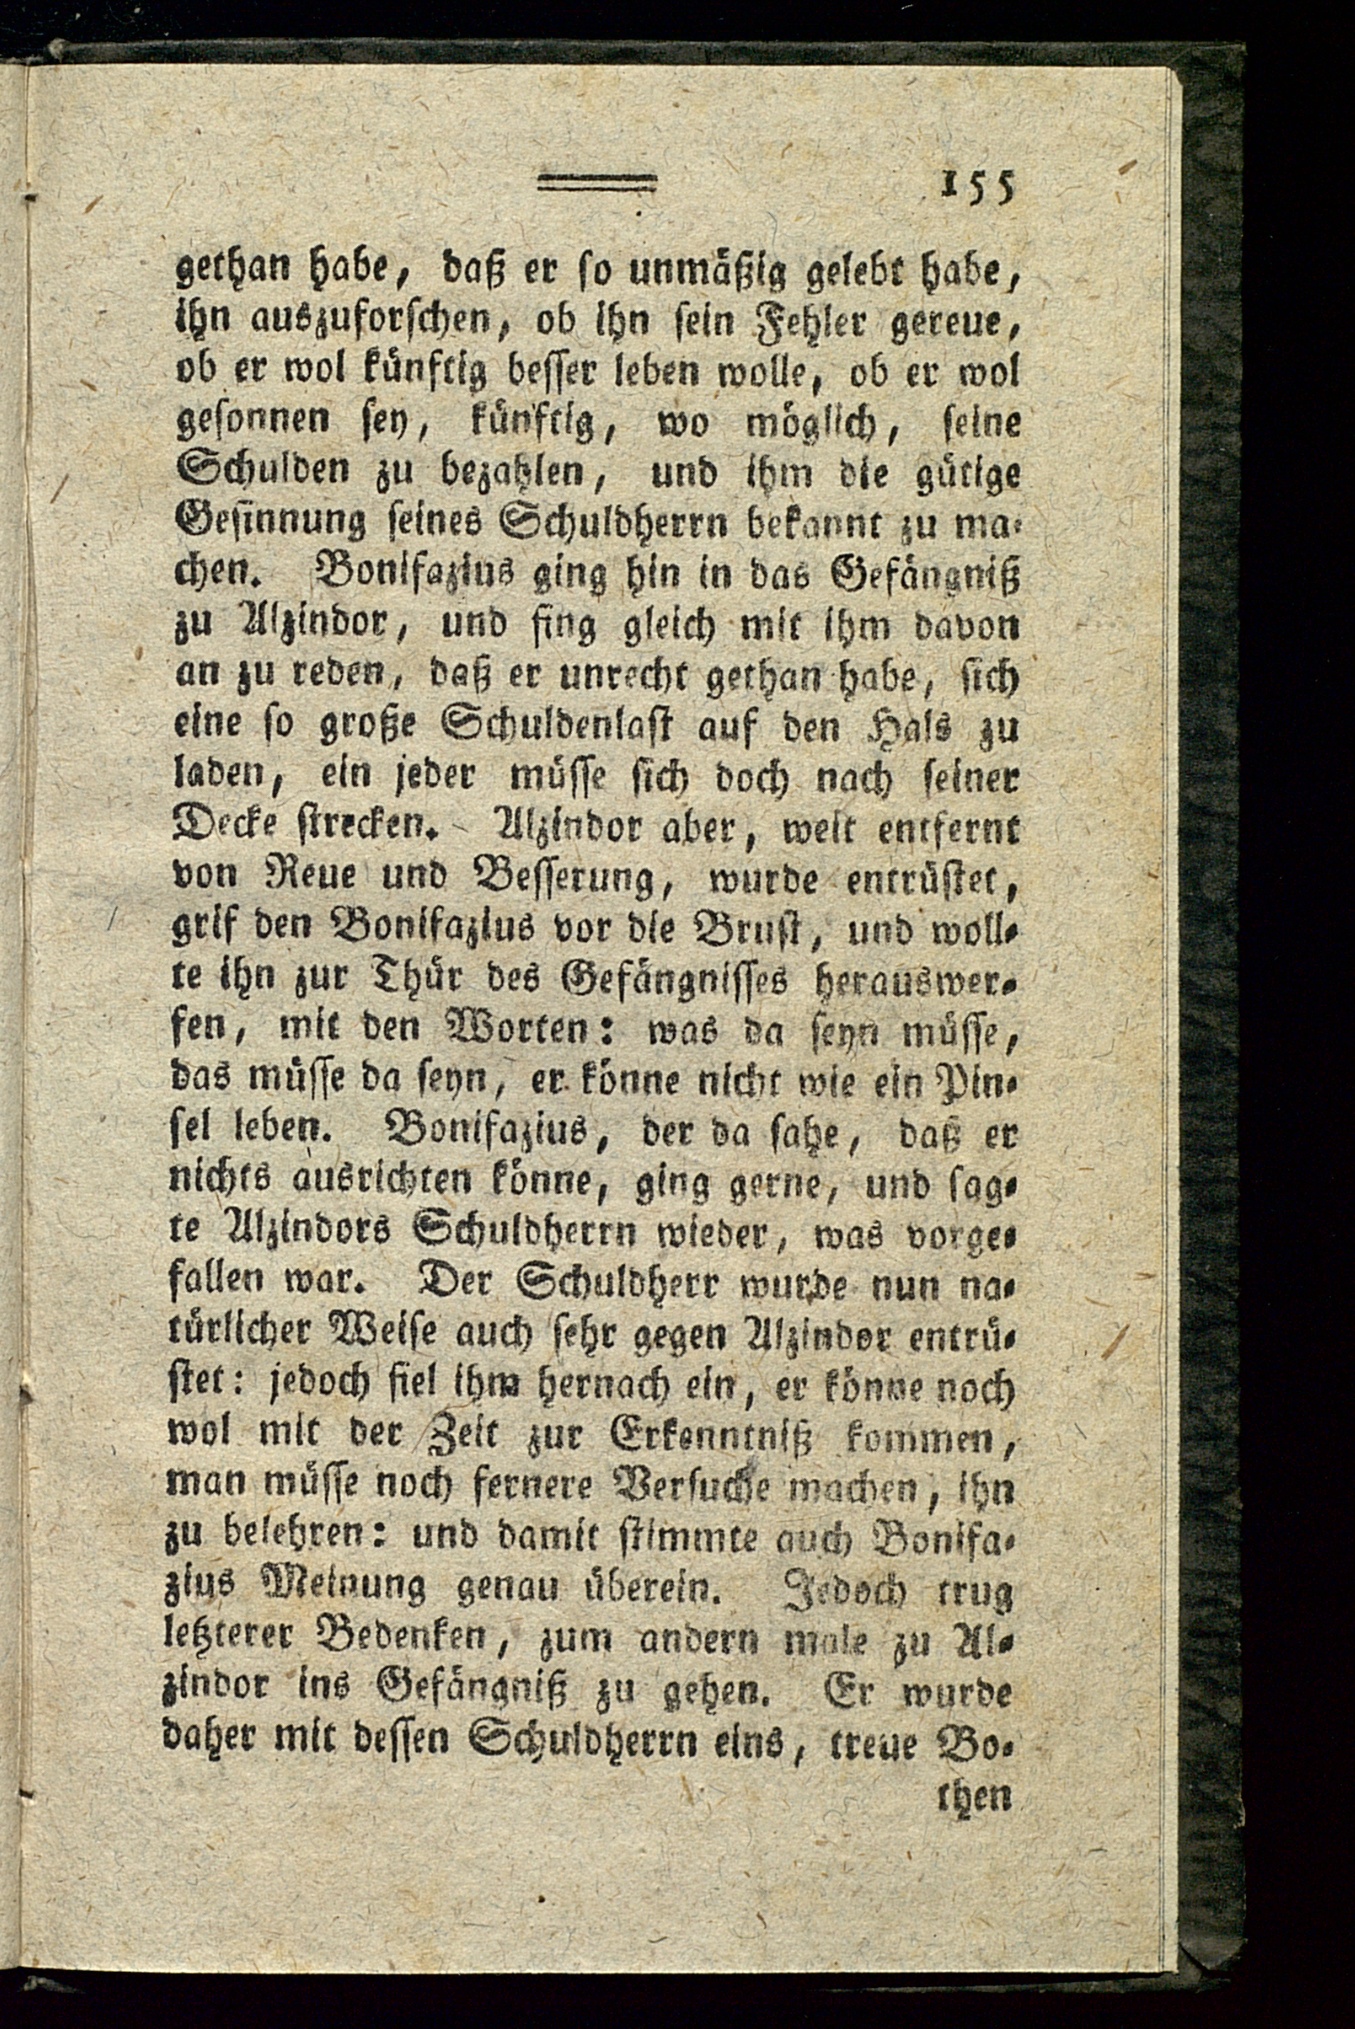 155
gethan habe, daß er so unmäßig gelebt habe,
ihn auszuforschen, ob ihn sein Fehler gereue,
ob er wol künftig besser leben wolle, ob er wol
gesonnen sey, künftig, wo möglich, seine
Schulden zu bezahlen, und ihm die gütige
Gesinnung seines Schuldherrn bekannt zu ma-
chen. Bonifazius ging hin in das Gefängniß
zu Alzindor, und fing gleich mit ihm davon
an zu reden, daß er unrecht gethan habe, sich
eine so große Schuldenlast auf den Hals zu
laden, ein jeder müsse sich doch nach seiner
Decke strecken. Alzindor aber, weit entfernt
von Reue und Besserung, wurde entrüstet,
grif den Bonifazius vor die Brust, und woll-
te ihn zur Thür des Gefängnisses herauswer-
fen, mit den Worten: was da seyn müsse,
das müsse da seyn, er könne nicht wie ein Pin-
sel leben. Bonifazius, der da sahe, daß er
nichts ausrichten könne, ging gerne, und sag-
te Alzindors Schuldherrn wieder, was vorge-
fallen war. Der Schuldherr wurde nun na-
türlicher Weise auch sehr gegen Alzindor entrü-
stet: jedoch fiel ihm hernach ein, er könne noch
wol mit der Zeit zur Erkenntniß kommen,
man müsse noch fernere Versuche machen, ihn
zu belehren: und damit stimmte auch Bonifa-
zius Meinung genau überein. Jedoch trug
letzterer Bedenken, zum andern male zu Al-
zindor ins Gefängniß zu gehen. Er wurde
daher mit dessen Schuldherrn eins, treue Bo-
then